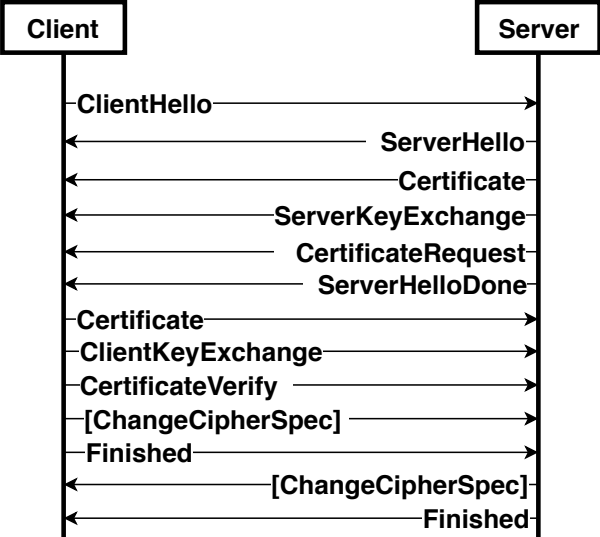 Client
Server
ClientHello
ServerHello
Certificate
ServerKeyExchange
CertificateRequest
ServerHelloDone
Certificate
ClientKeyExchange
CertificateVerify
[ChangeCipherSpec]
Finished
[ChangeCipherSpec]
Finished